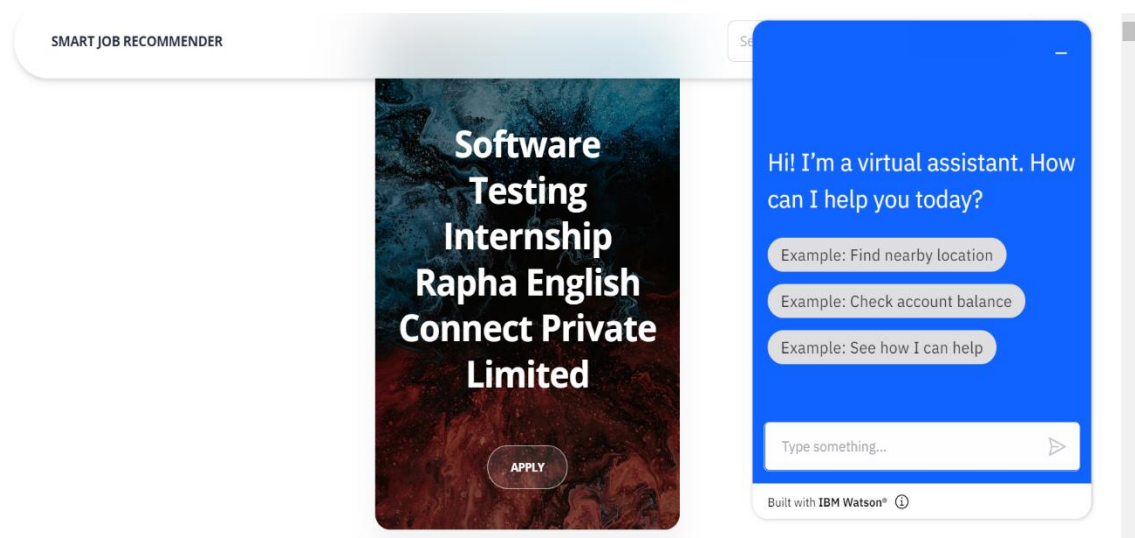 SMART JOB RECOMMENDER
Se
Software
Testing
Internship
Rapha English
Connect Private
Limited
APPLY
Hi! I’m a virtual assistant. How
can I help you today?
Example: Find nearby location
Example: Check account balance
Example: See how I can help
Type something...
Built with IBM Watson®